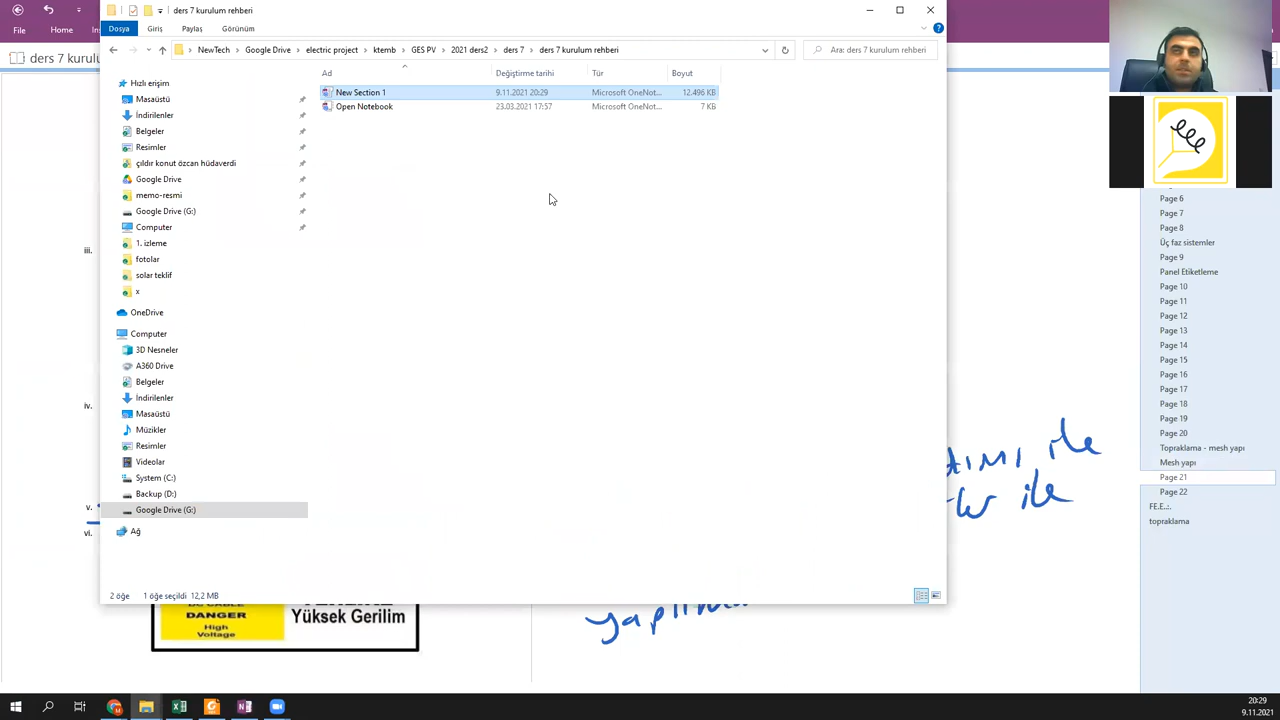 ders 7 kurulum rehberi
Dosya
Giriş
Paylaş
Görünüm
File
Home
ders 7 kuru
NewTech > Google Drive > electric project > ktemb > GES PV > 2021 ders2 > ders 7 > ders 7 kurulum rehberi
Ara: ders 7 kurulum rehberi
Ad
Değiştirme tarihi
Tür
Boyut
New Section 1
9.11.2021 20:29
Microsoft OneNot...
12.496 KB
Open Notebook
23.03.2021 17:57
Microsoft OneNot...
7 KB
Hızlı erişim
Masaüstü
İndirilenler
Belgeler
Resimler
çıldır konut özcan hüdaverdi
Google Drive
memo-resmi
Google Drive (G:)
Computer
1. izleme
fotolar
solar teklif
x
OneDrive
Computer
3D Nesneler
A360 Drive
Belgeler
İndirilenler
Masaüstü
Müzikler
Resimler
Videolar
System (C:)
Backup (D:)
Google Drive (G:)
Ağ
2 öğe
1 öğe seçildi 12,2 MB
iii.
iv.
v.
vi.
ile
ile
DANGER
High
Voltage
Yüksek Gerilim
Page 6
Page 7
Page 8
Üç faz sistemler
Page 9
Panel Etiketleme
Page 10
Page 11
Page 12
Page 13
Page 14
Page 15
Page 16
Page 17
Page 18
Page 19
Page 20
Topraklama - mesh yapı
Mesh yapı
Page 21
Page 22
FE.E..:.
topraklama
20:29
9.11.2021